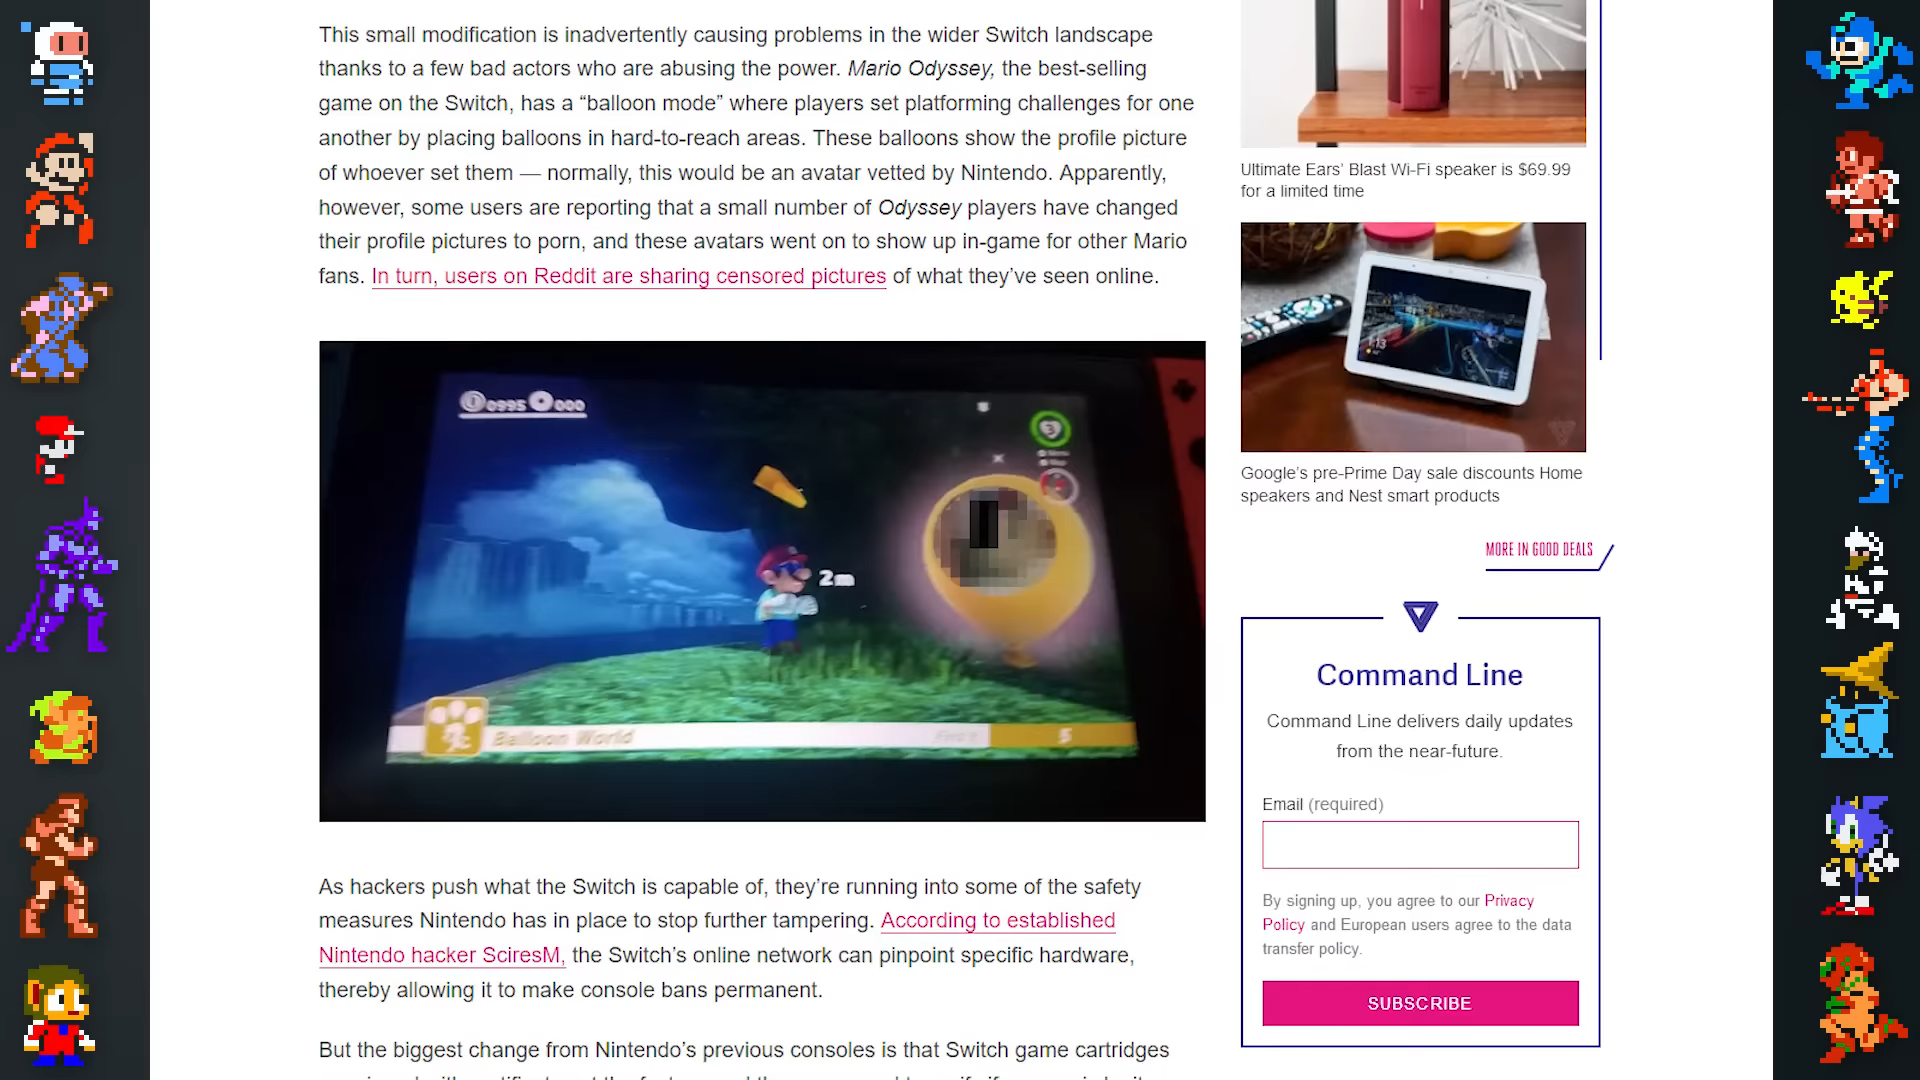 This small modification is inadvertently causing problems in the wider Switch landscape
thanks to a few bad actors who are abusing the power. Mario Odyssey, the best-selling
game on the Switch, has a “balloon mode” where players set platforming challenges for one
another by placing balloons in hard-to-reach areas. These balloons show the profile picture
of whoever set them — normally, this would be an avatar vetted by Nintendo. Apparently,
however, some users are reporting that a small number of Odyssey players have changed
their profile pictures to porn, and these avatars went on to show up in-game for other Mario
fans. In turn, users on Reddit are sharing censored pictures of what they’ve seen online.
0995 000
3
2m
Balloon World
5
As hackers push what the Switch is capable of, they’re running into some of the safety
measures Nintendo has in place to stop further tampering. According to established
Nintendo hacker SciresM, the Switch’s online network can pinpoint specific hardware,
thereby allowing it to make console bans permanent.
But the biggest change from Nintendo’s previous consoles is that Switch game cartridges
Ultimate Ears’ Blast Wi-Fi speaker is $69.99
for a limited time
Google’s pre-Prime Day sale discounts Home
speakers and Nest smart products
MORE IN GOOD DEALS
Command Line
Command Line delivers daily updates
from the near-future.
Email (required)
By signing up, you agree to our Privacy
Policy and European users agree to the data
transfer policy.
SUBSCRIBE